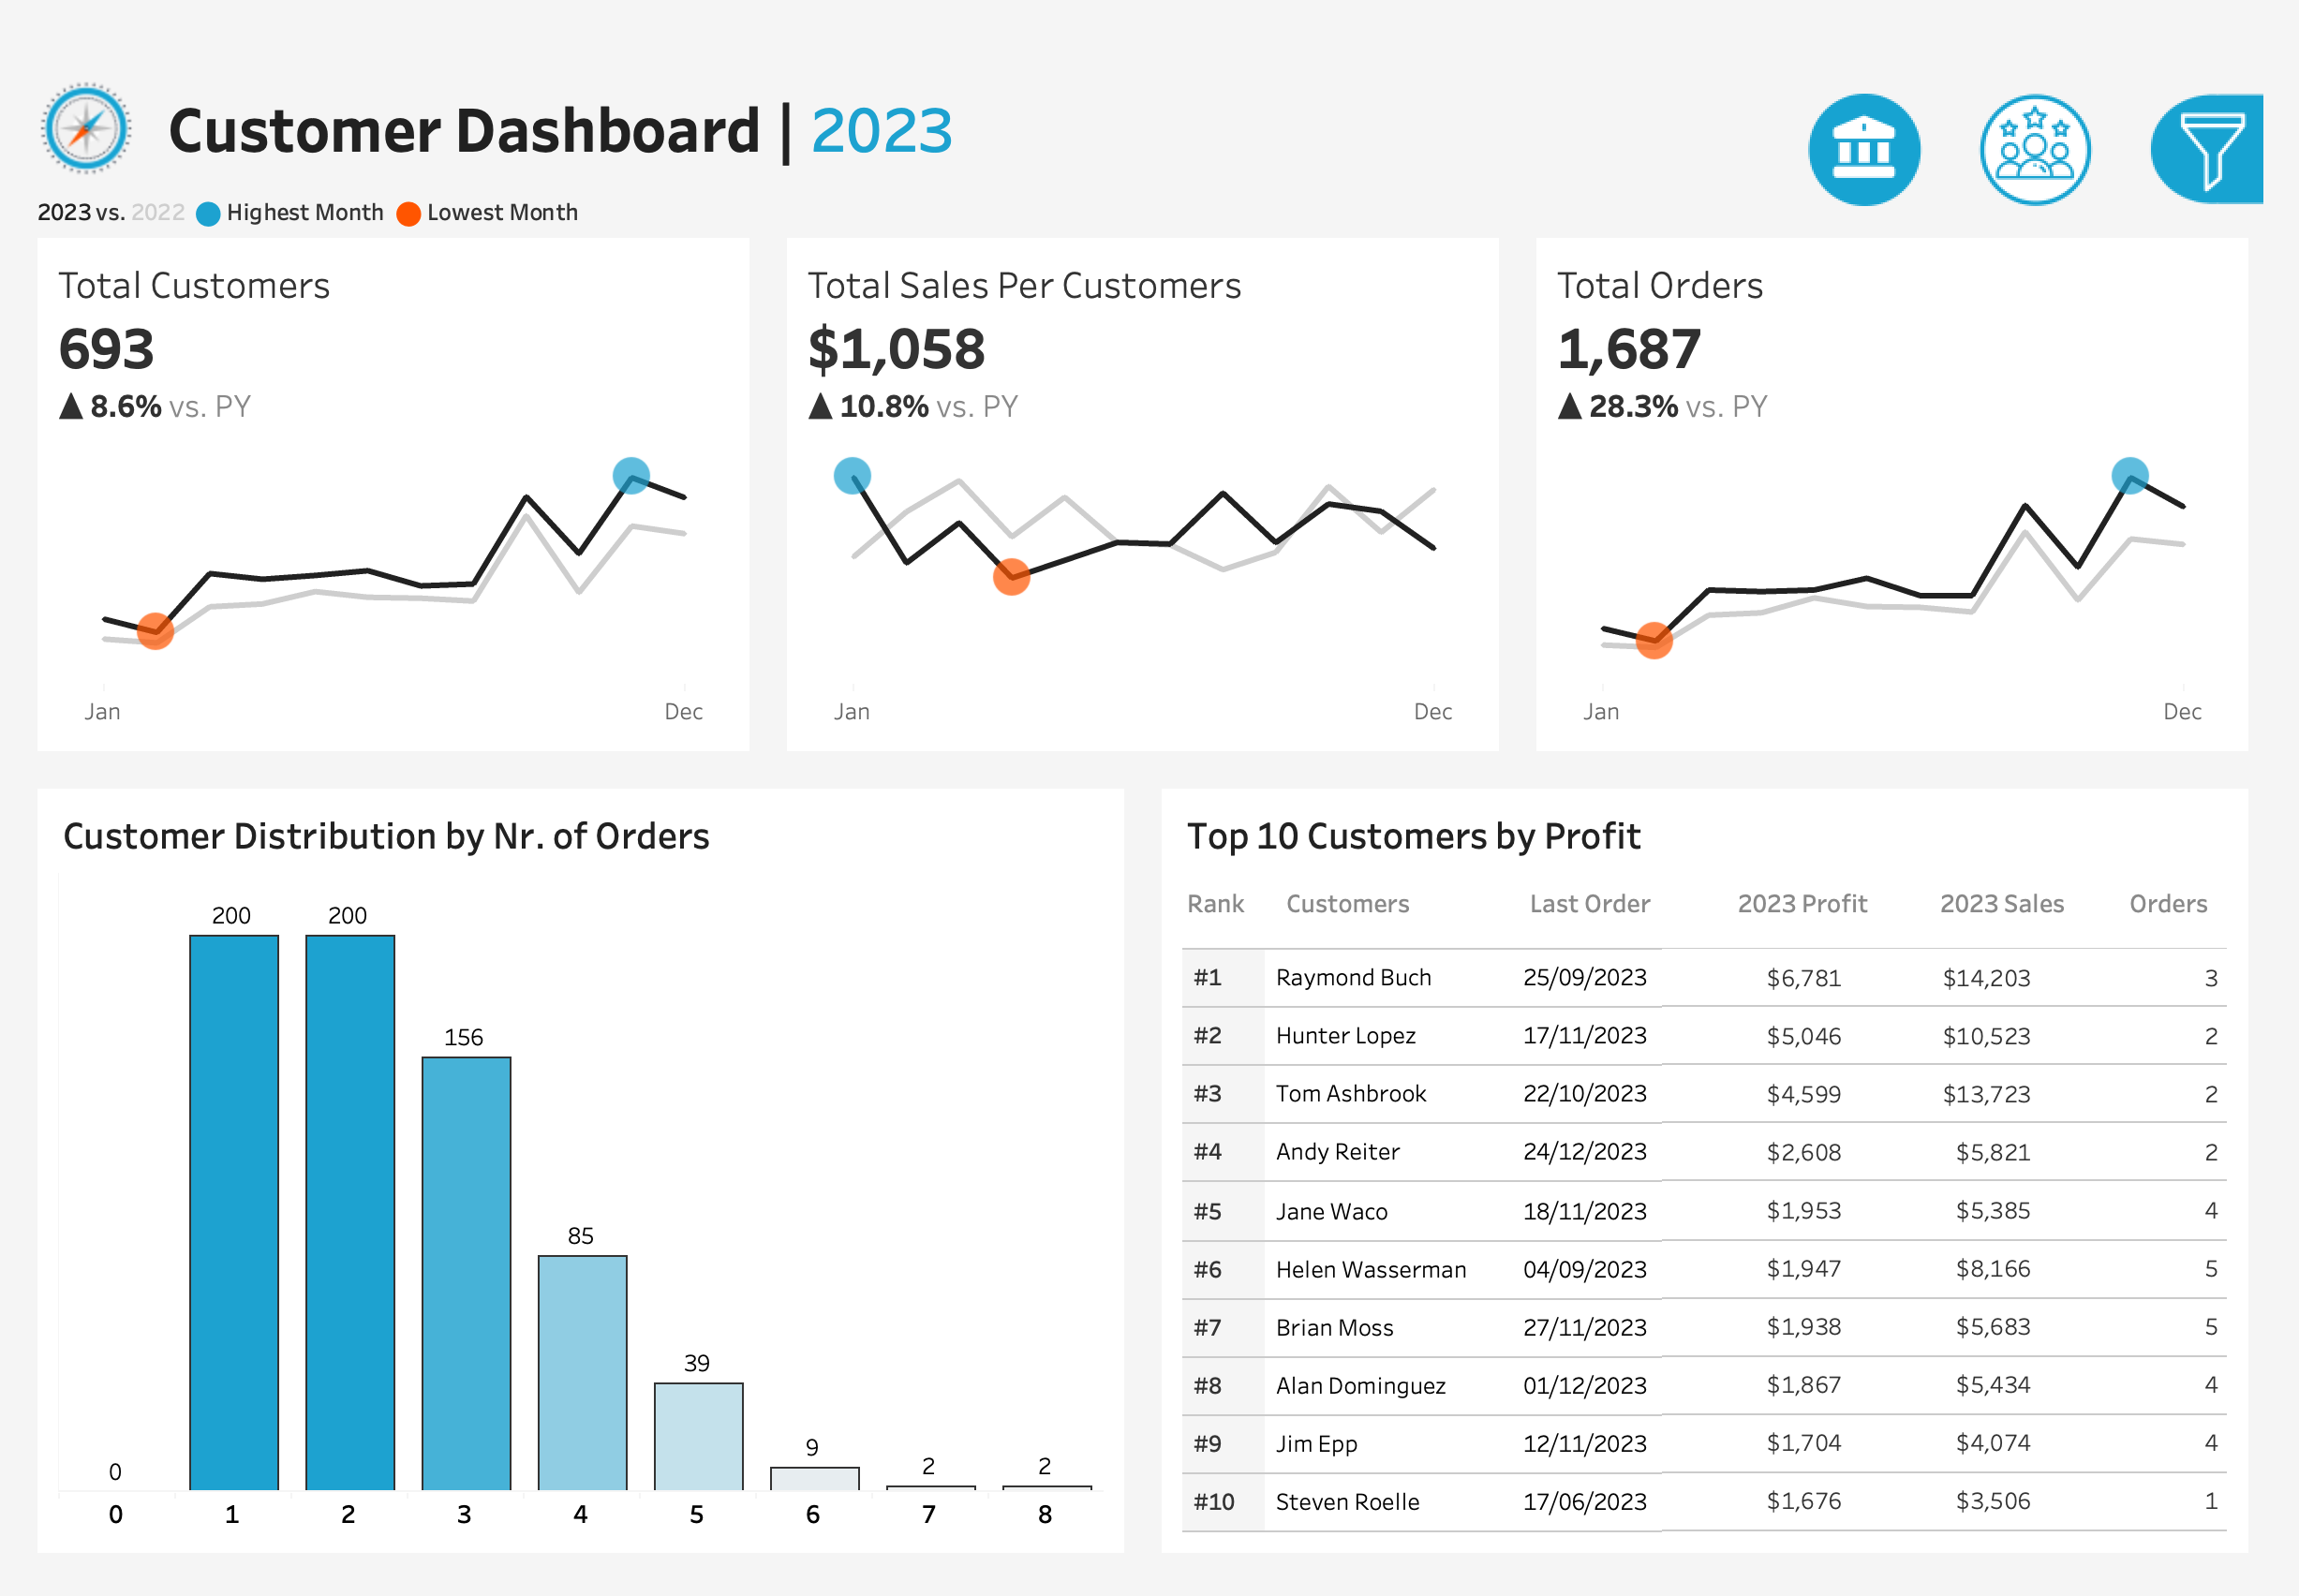 Customer Dashboard | 2023
2023 vs. 2022 Highest Month Lowest Month
Total Customers
693
▲ 8.6% vs. PY
Jan Dec
Total Sales Per Customers
$1,058
▲ 10.8% vs. PY
Jan Dec
Total Orders
1,687
▲ 28.3% vs. PY
Jan Dec
Customer Distribution by Nr. of Orders
0 200 200 156 85 39 9 2 2
0 1 2 3 4 5 6 7 8
Top 10 Customers by Profit
Rank Customers Last Order 2023 Profit 2023 Sales Orders
#1 Raymond Buch 25/09/2023 $6,781 $14,203 3
#2 Hunter Lopez 17/11/2023 $5,046 $10,523 2
#3 Tom Ashbrook 22/10/2023 $4,599 $13,723 2
#4 Andy Reiter 24/12/2023 $2,608 $5,821 2
#5 Jane Waco 18/11/2023 $1,953 $5,385 4
#6 Helen Wasserman 04/09/2023 $1,947 $8,166 5
#7 Brian Moss 27/11/2023 $1,938 $5,683 5
#8 Alan Dominguez 01/12/2023 $1,867 $5,434 4
#9 Jim Epp 12/11/2023 $1,704 $4,074 4
#10 Steven Roelle 17/06/2023 $1,676 $3,506 1